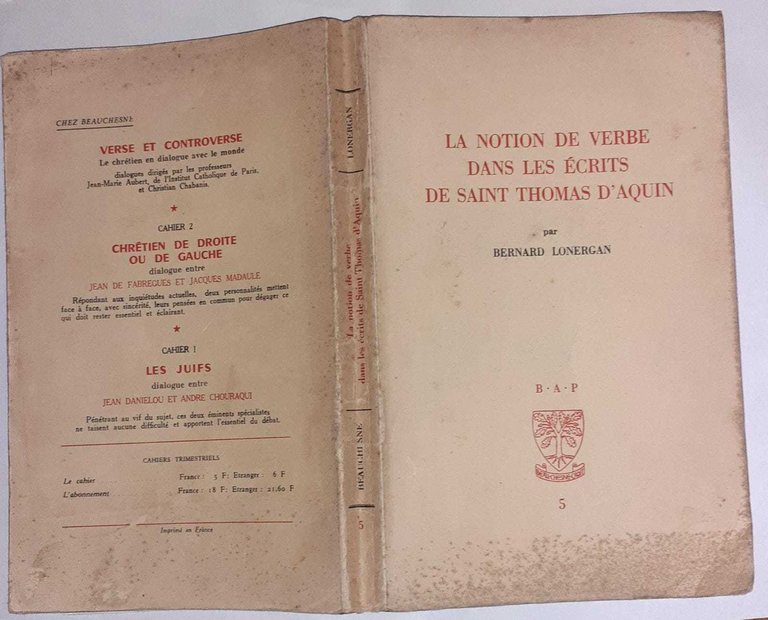 CHEZ BEAUCHESNE
VERSE ET CONTROVERSE
Le chrétien en dialogue avec le monde
dialogues dirigés par les professeurs
Jean-Marie Aubert, de l'Institut Catholique de Paris,
et Christian Chabanis.
★
CAHIER 2
CHRÉTIEN DE DROITE
OU DE GAUCHE
dialogue entre
JEAN DE FABREGUES ET JACQUES MADAULE
Répondant aux inquiétudes actuelles, deux personnalités mettent
face à face, avec sincérité, leurs pensées en commun pour dégager ce
qui doit rester essentiel et éclairant.
★
CAHIER 1
LES JUIFS
dialogue entre
JEAN DANIELOU ET ANDRE CHOURAQUI
Pénétrant au vif du sujet, ces deux éminents spécialistes
ne taisent aucune difficulté et apportent l'essentiel du débat.
CAHIERS TRIMESTRIELS
Le cahier France : 5 F: Etranger : 6 F
L'abonnement France : 18 F: Etranger : 21,60 F
Imprimé en France
LONERGAN
La notion de verbe
dans les écrits de Saint Thomas d'Aquin
BEAUCHESNE
5
LA NOTION DE VERBE
DANS LES ÉCRITS
DE SAINT THOMAS D'AQUIN
par
BERNARD LONERGAN
B · A · P
BEAUCHESNE
5